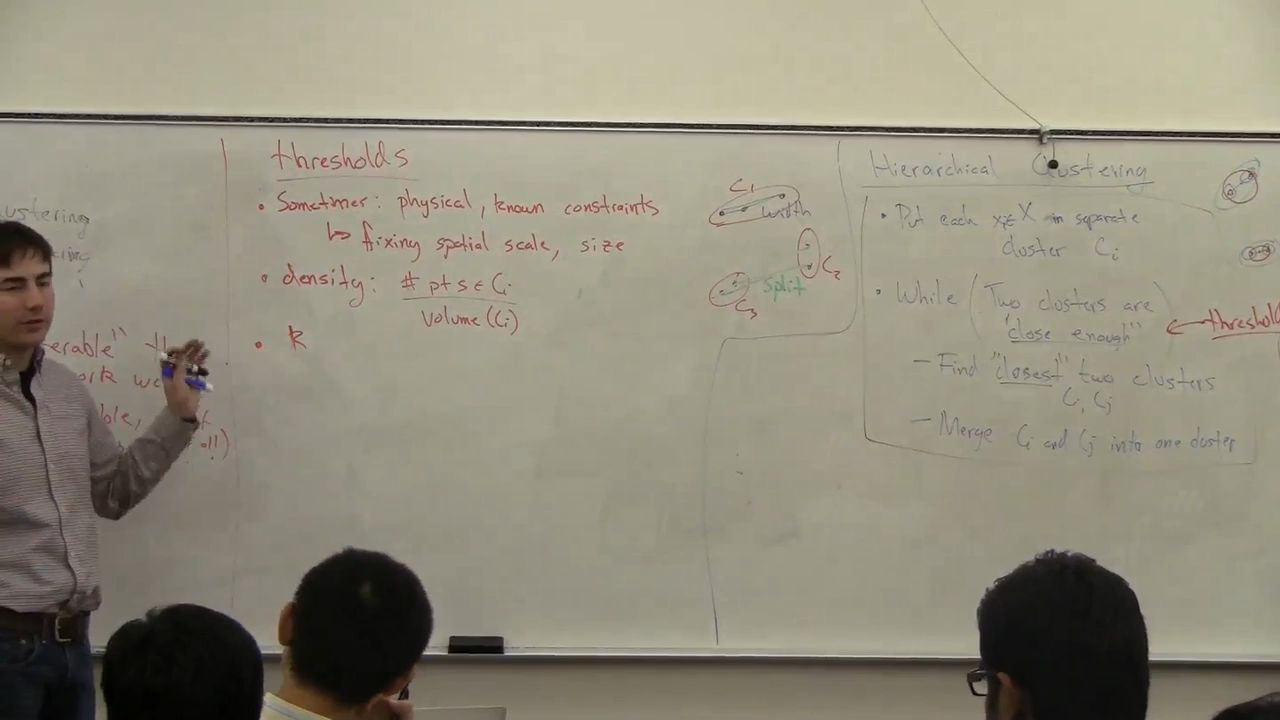 thresholds
• Sometimes: physical, known constraints
↳ fixing spatial scale, size
• density: # pts ∈ Ci
Volume (Ci)
• k
C1
width
C2
split
C3
Hierarchical Clustering
• Put each xi∈X in separate
cluster Ci
• While (Two clusters are
"close enough")
← threshold
– Find "closest" two clusters
Ci, Cj
– Merge Ci and Cj into one cluster
erable"
ork